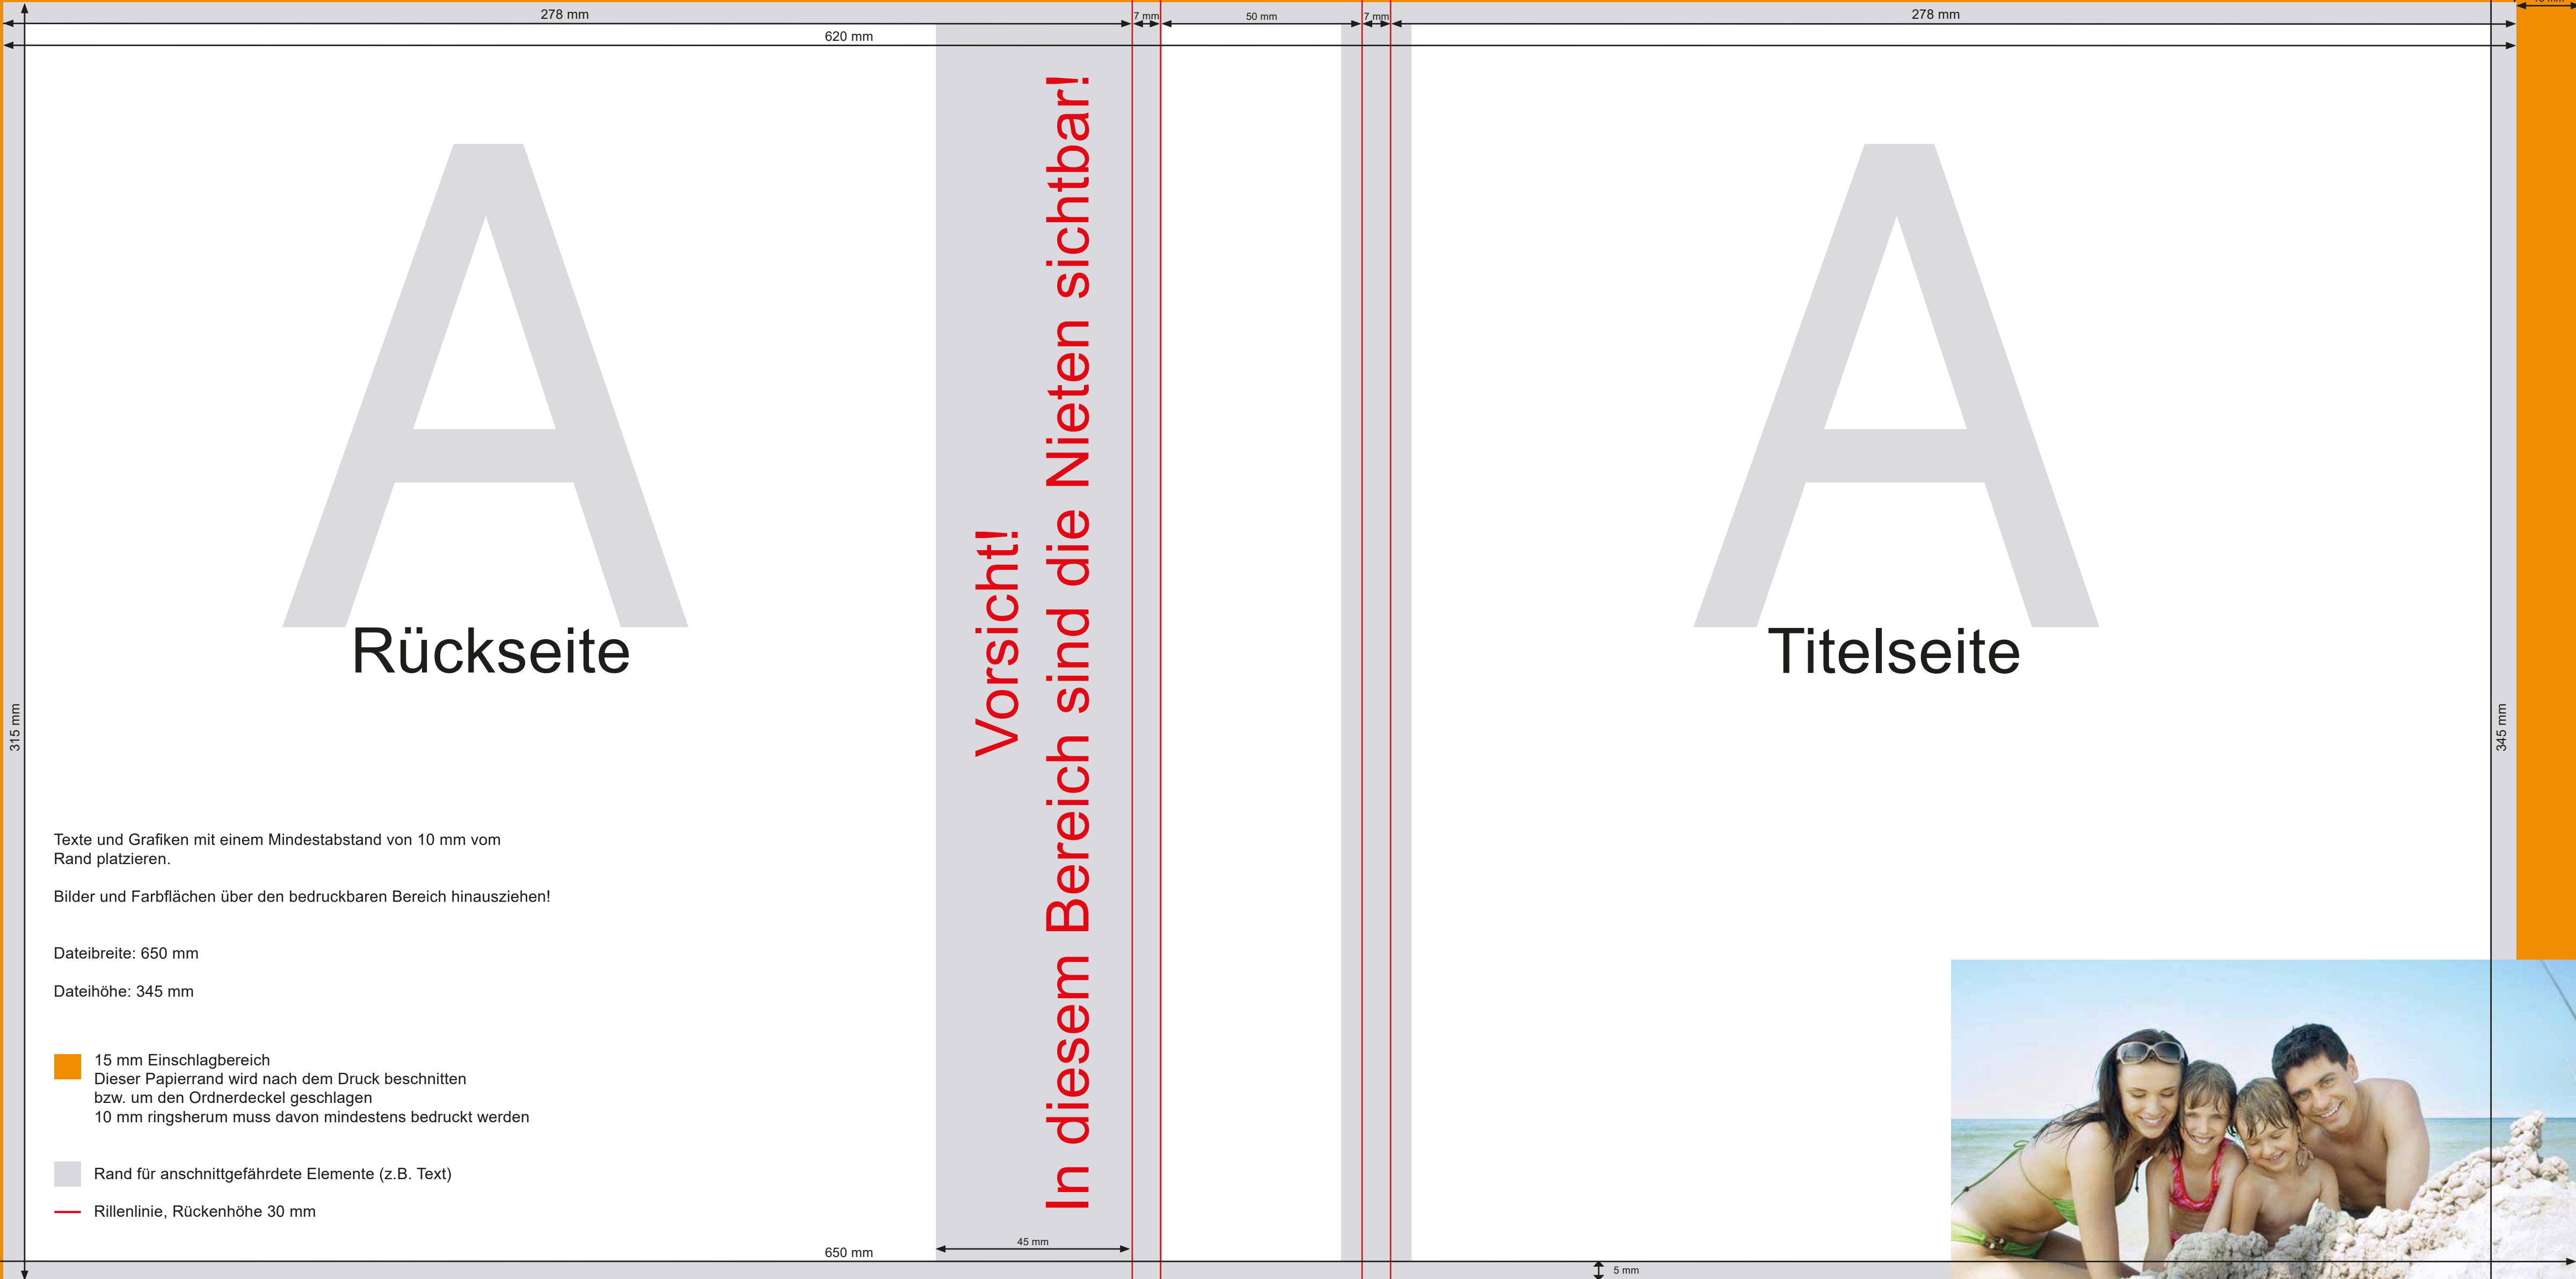 278 mm
7 mm
50 mm
7 mm
278 mm
620 mm
A
Rückseite
Vorsicht!
In diesem Bereich sind die Nieten sichtbar!
A
Titelseite
315 mm
345 mm
Texte und Grafiken mit einem Mindestabstand von 10 mm vom
Rand platzieren.
Bilder und Farbflächen über den bedruckbaren Bereich hinausziehen!
Dateibreite: 650 mm
Dateihöhe: 345 mm
15 mm Einschlagbereich
Dieser Papierrand wird nach dem Druck beschnitten
bzw. um den Ordnerdeckel geschlagen
10 mm ringsherum muss davon mindestens bedruckt werden
Rand für anschnittgefährdete Elemente (z.B. Text)
Rillenlinie, Rückenhöhe 30 mm
45 mm
650 mm
5 mm